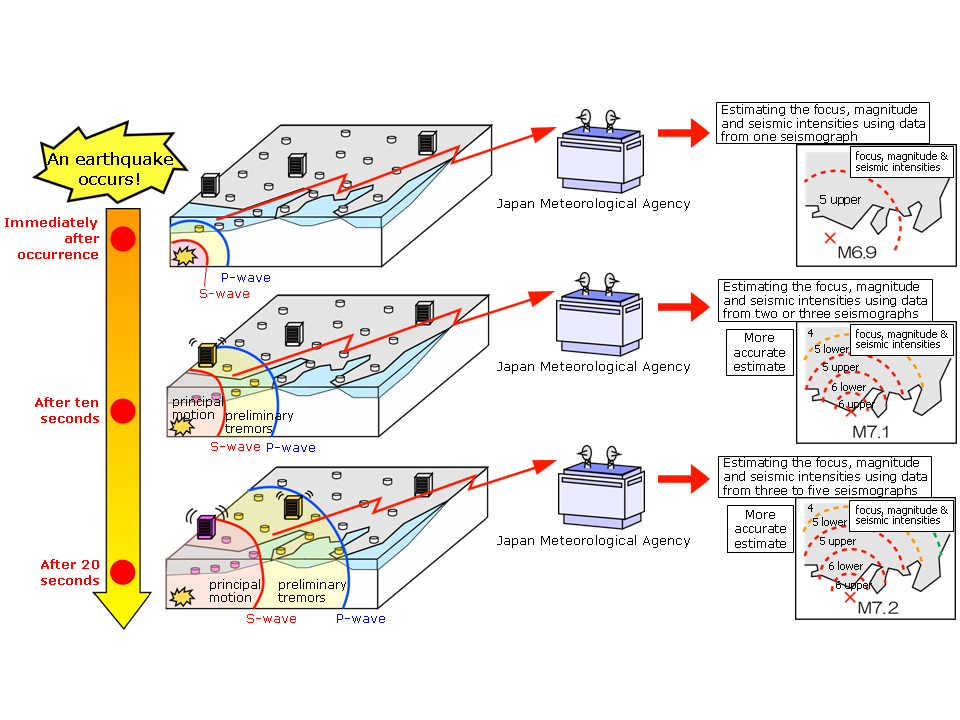 An earthquake
occurs!
Immediately
after
occurrence
P-wave
S-wave
Japan Meteorological Agency
Estimating the focus, magnitude
and seismic intensities using data
from one seismograph
focus, magnitude &
seismic intensities
5 upper
M6.9
After ten
seconds
principal
motion
preliminary
tremors
S-wave
P-wave
Japan Meteorological Agency
Estimating the focus, magnitude
and seismic intensities using data
from two or three seismographs
More
accurate
estimate
focus, magnitude &
seismic intensities
4
5 lower
5 upper
6 lower
6 upper
M7.1
After 20
seconds
principal
motion
preliminary
tremors
S-wave
P-wave
Japan Meteorological Agency
Estimating the focus, magnitude
and seismic intensities using data
from three to five seismographs
More
accurate
estimate
focus, magnitude &
seismic intensities
4
5 lower
5 upper
6 lower
6 upper
M7.2